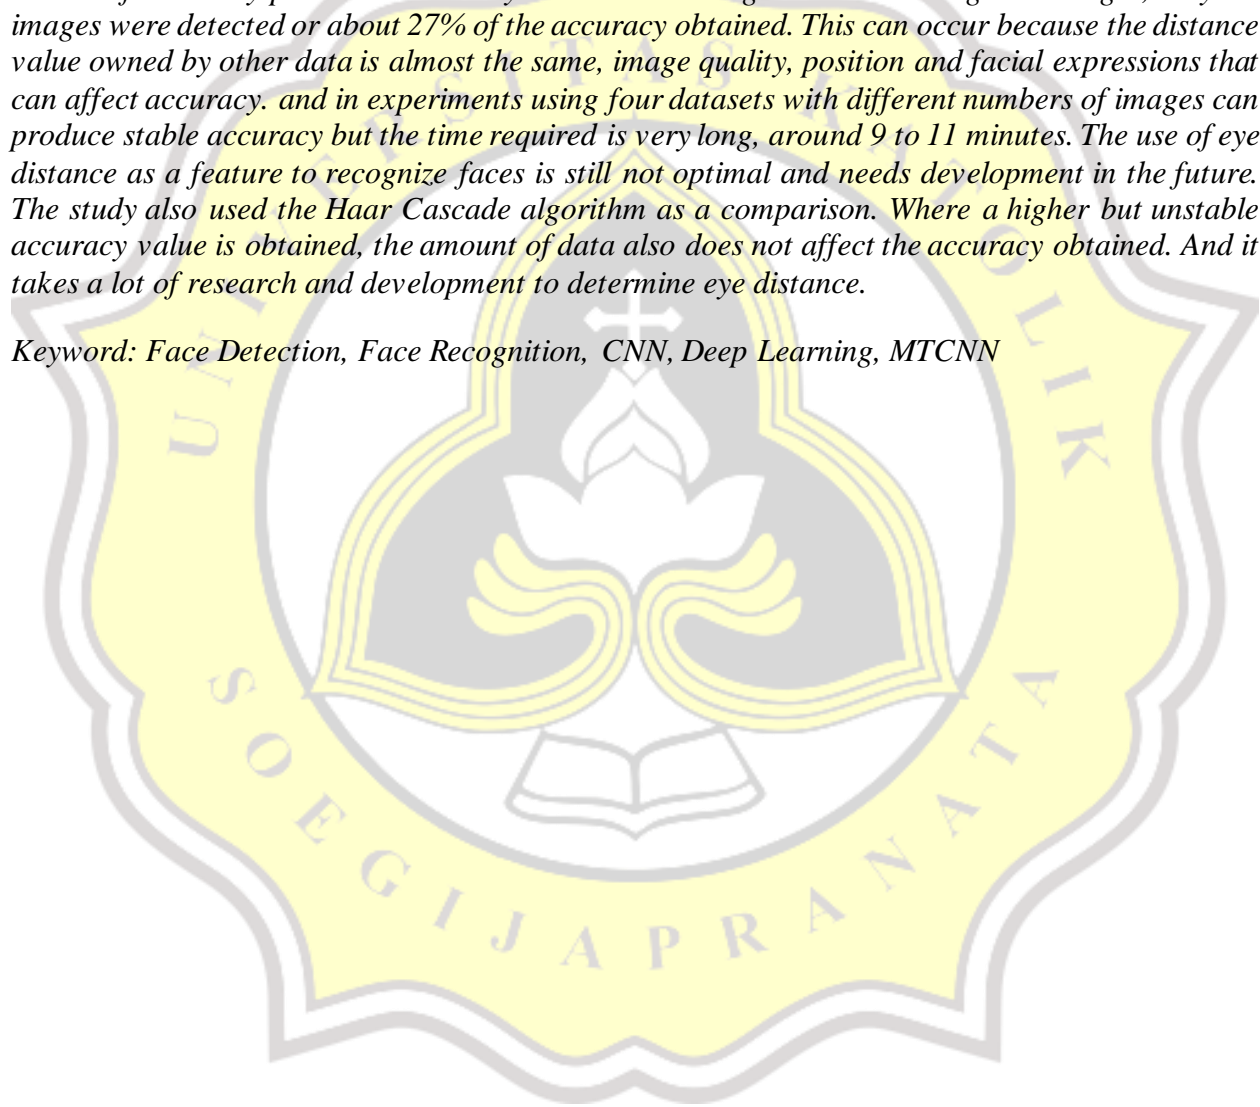 images were detected or about 27% of the accuracy obtained. This can occur because the distance
value owned by other data is almost the same, image quality, position and facial expressions that
can affect accuracy. and in experiments using four datasets with different numbers of images can
produce stable accuracy but the time required is very long, around 9 to 11 minutes. The use of eye
distance as a feature to recognize faces is still not optimal and needs development in the future.
The study also used the Haar Cascade algorithm as a comparison. Where a higher but unstable
accuracy value is obtained, the amount of data also does not affect the accuracy obtained. And it
takes a lot of research and development to determine eye distance.
Keyword: Face Detection, Face Recognition, CNN, Deep Learning, MTCNN
UNIVERSITAS KATOLIK
SOEGIJAPRANATA